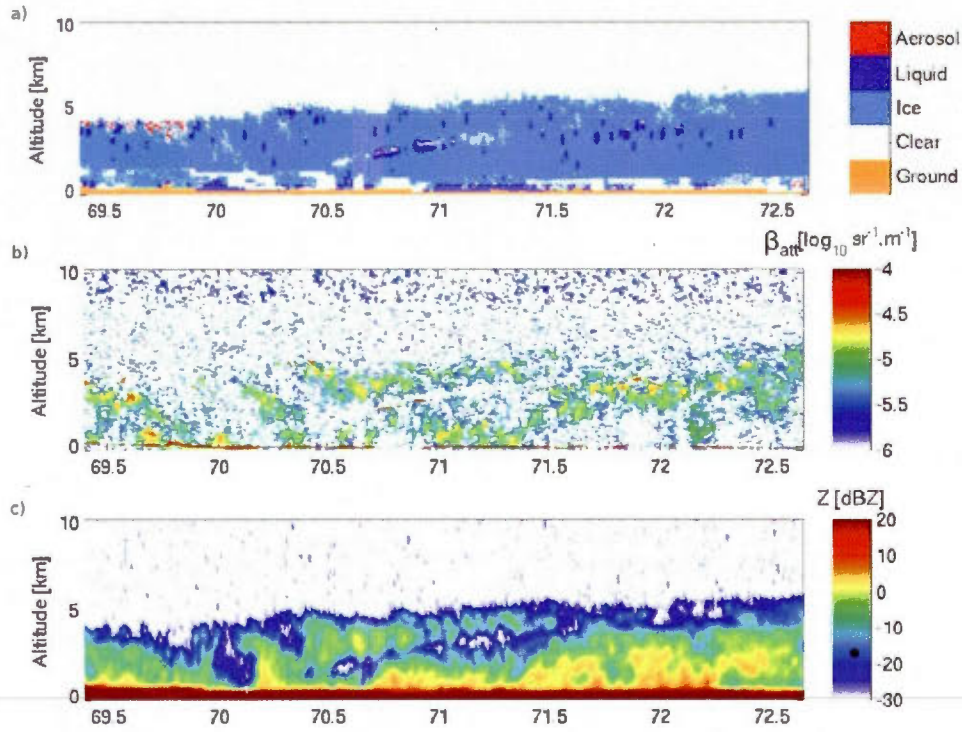 a)
10
5
0
Altitude [km]
69.5 70 70.5 71 71.5 72 72.5
Aerosol
Liquid
Ice
Clear
Ground
b)
βatt[log10 sr-1.m-1]
10
5
0
Altitude [km]
69.5 70 70.5 71 71.5 72 72.5
-4
-4.5
-5
-5.5
-6
c)
Z [dBZ]
10
5
0
Altitude [km]
69.5 70 70.5 71 71.5 72 72.5
20
10
0
-10
-20
-30